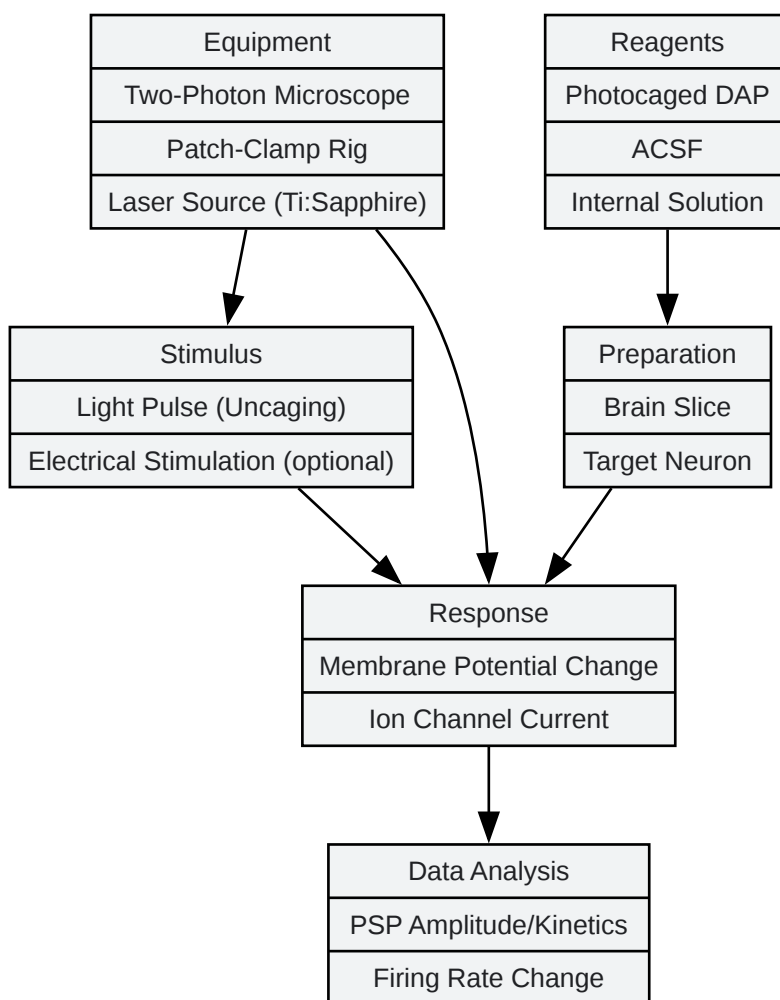 Equipment
Two-Photon Microscope
Patch-Clamp Rig
Laser Source (Ti:Sapphire)
Reagents
Photocaged DAP
ACSF
Internal Solution
Stimulus
Light Pulse (Uncaging)
Electrical Stimulation (optional)
Preparation
Brain Slice
Target Neuron
Response
Membrane Potential Change
Ion Channel Current
Data Analysis
PSP Amplitude/Kinetics
Firing Rate Change